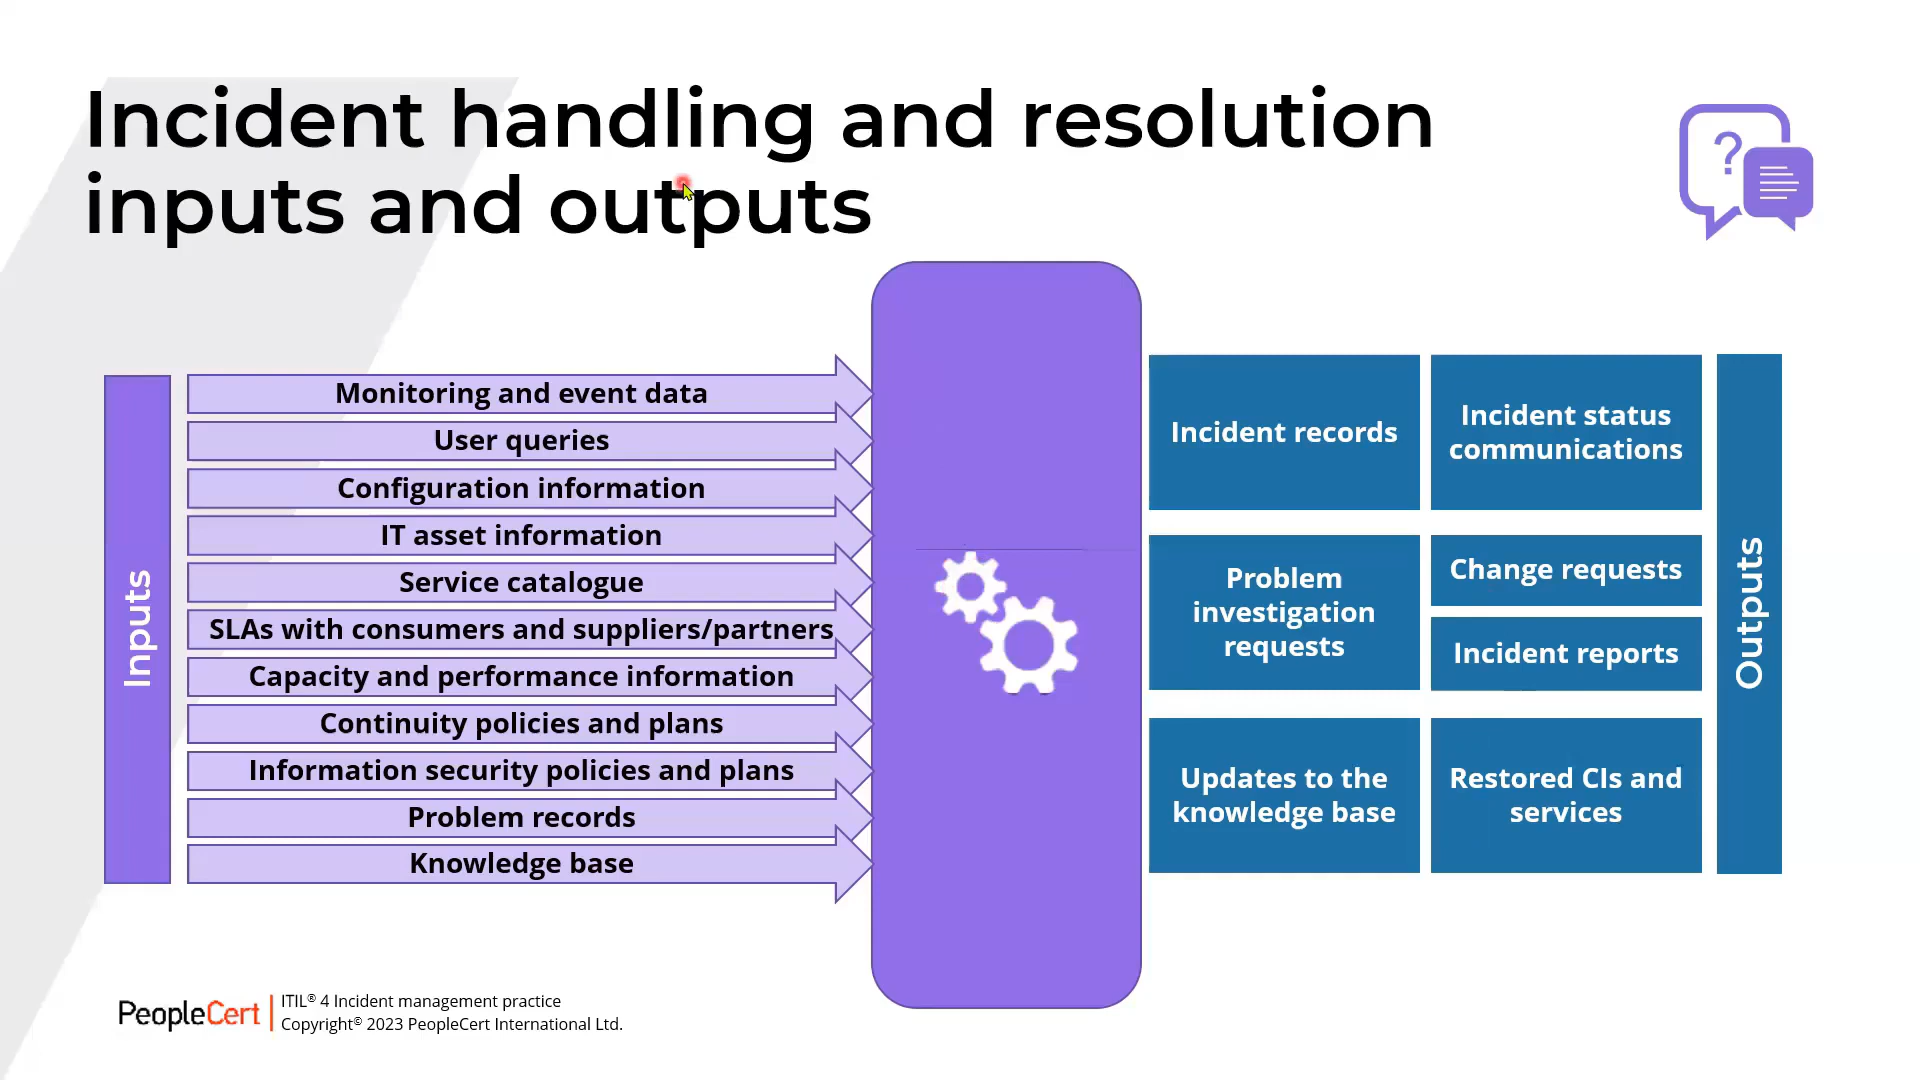 Incident handling and resolution
inputs and outputs
?
Inputs
Monitoring and event data
User queries
Configuration information
IT asset information
Service catalogue
SLAs with consumers and suppliers/partners
Capacity and performance information
Continuity policies and plans
Information security policies and plans
Problem records
Knowledge base
Incident records
Incident status
communications
Problem
investigation
requests
Change requests
Incident reports
Updates to the
knowledge base
Restored CIs and
services
Outputs
PeopleCert
ITIL® 4 Incident management practice
Copyright© 2023 PeopleCert International Ltd.